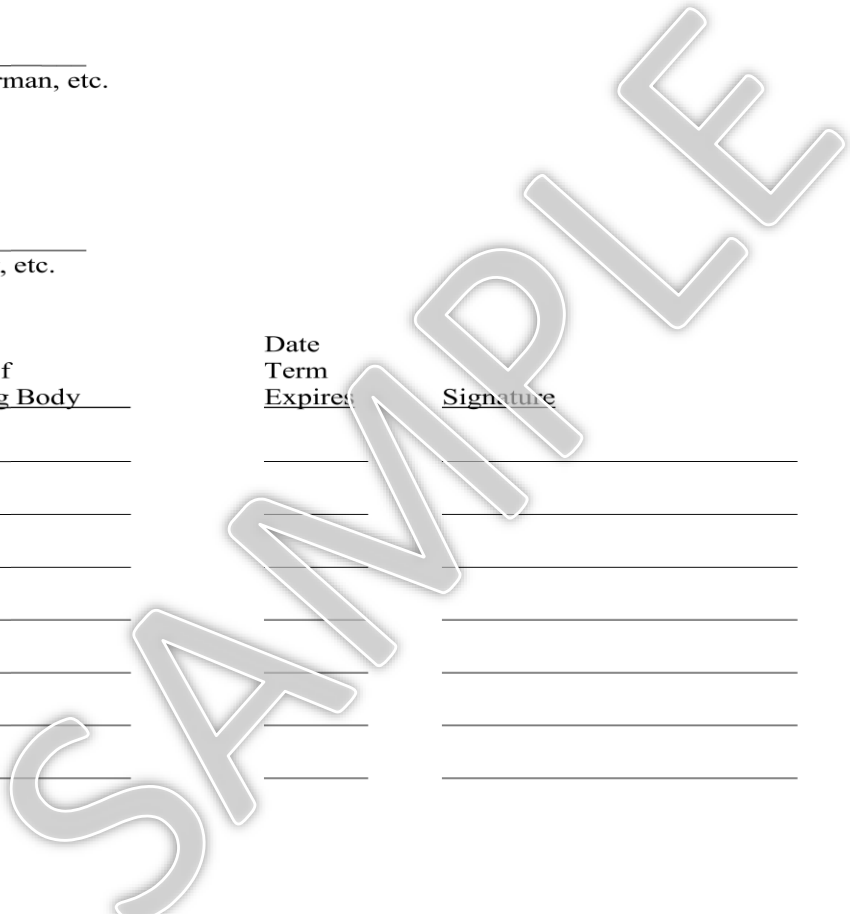 rman, etc.
, etc.
Date
f Term
g Body Expires Signature
SAMPLE